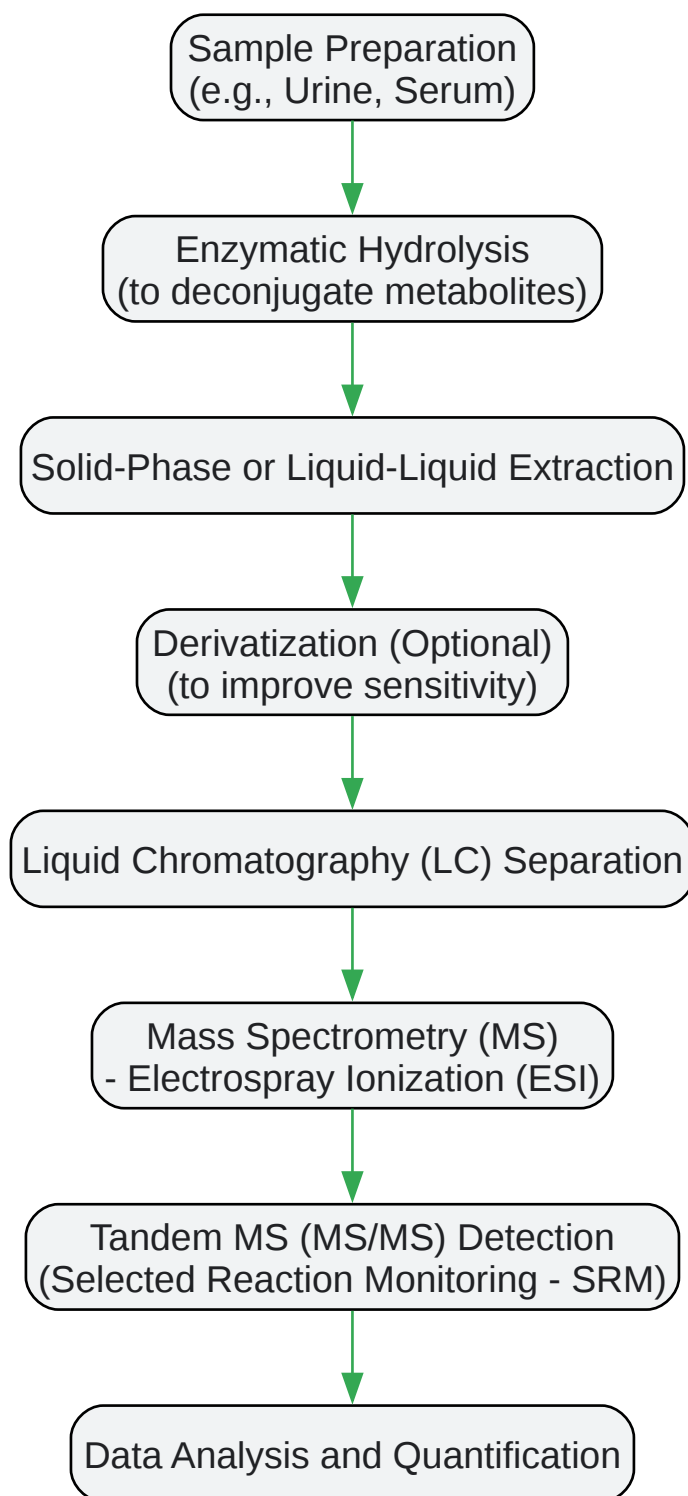 Sample Preparation
(e.g., Urine, Serum)
Enzymatic Hydrolysis
(to deconjugate metabolites)
Solid-Phase or Liquid-Liquid Extraction
Derivatization (Optional)
(to improve sensitivity)
Liquid Chromatography (LC) Separation
Mass Spectrometry (MS)
- Electrospray Ionization (ESI)
Tandem MS (MS/MS) Detection
(Selected Reaction Monitoring - SRM)
Data Analysis and Quantification